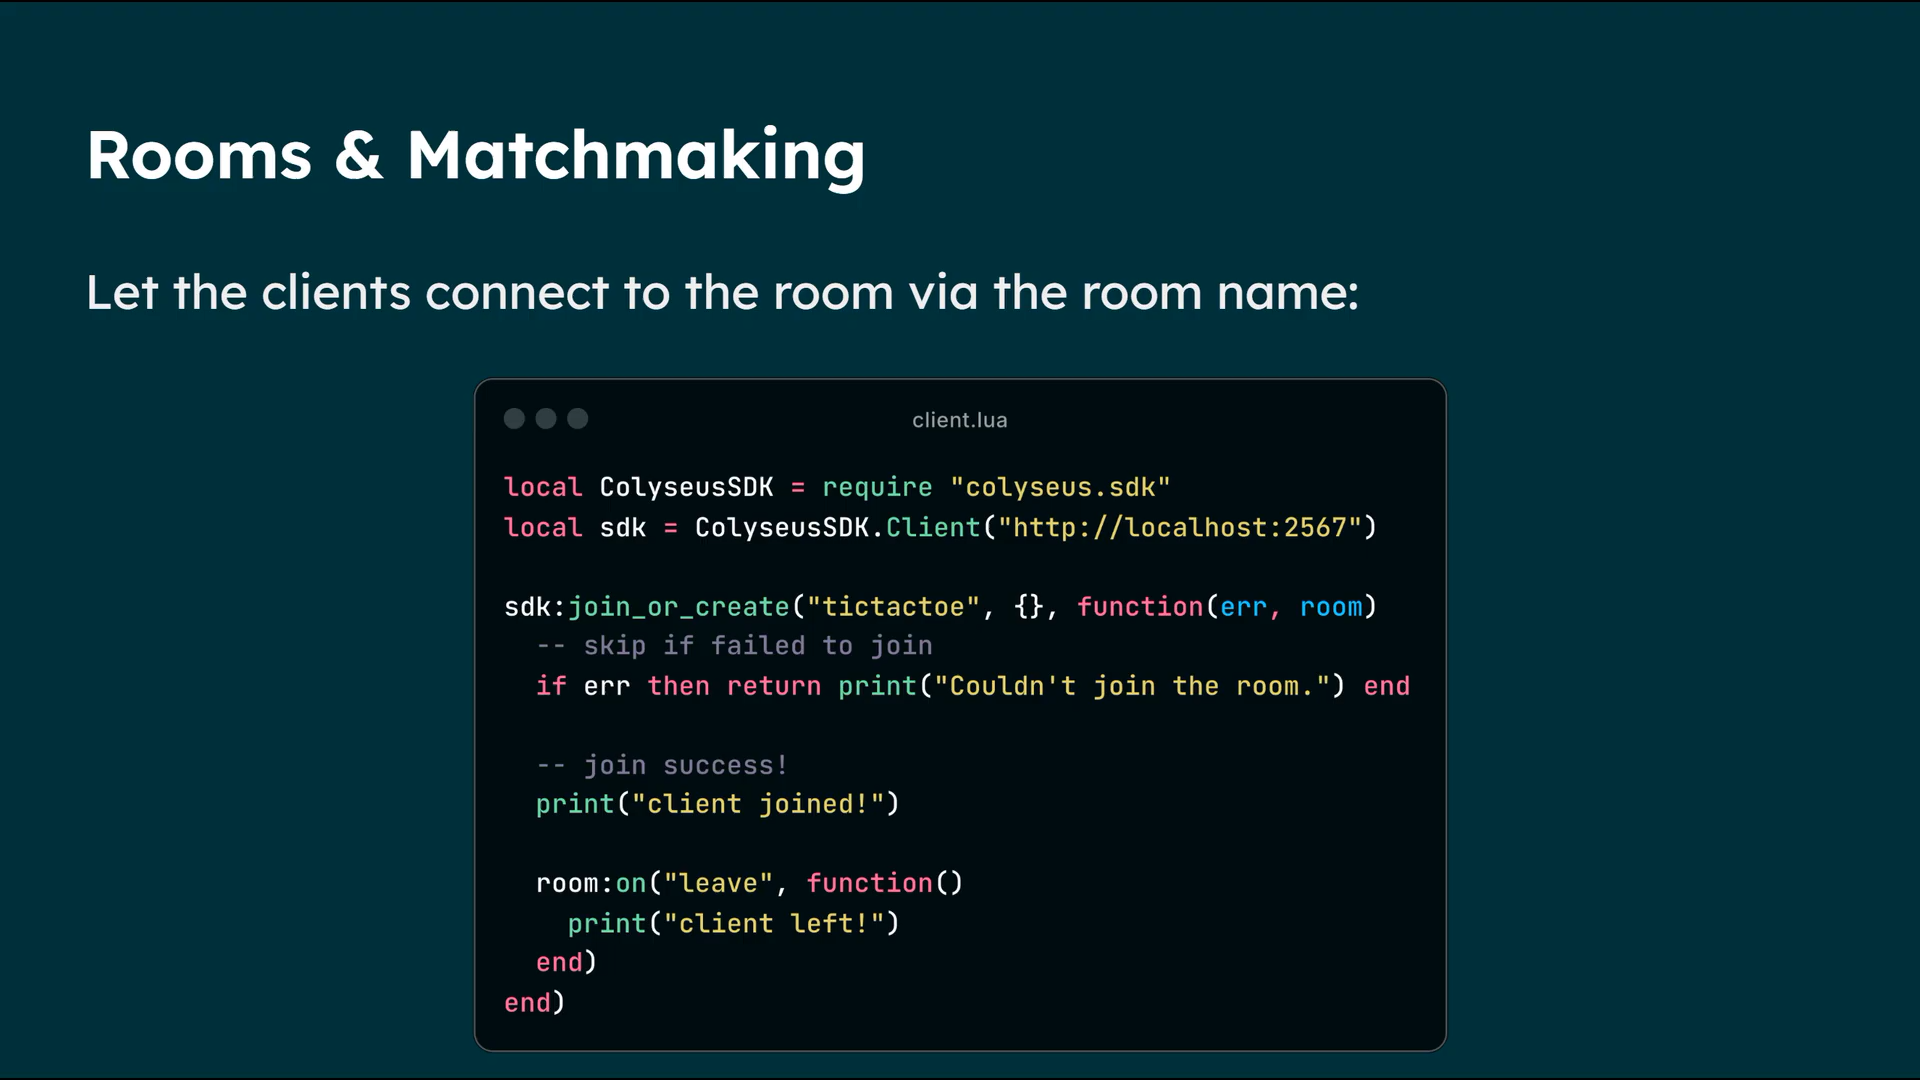 Rooms & Matchmaking
Let the clients connect to the room via the room name:
client.lua
local ColyseusSDK = require "colyseus.sdk"
local sdk = ColyseusSDK.Client("http://localhost:2567")
sdk:join_or_create("tictactoe", {}, function(err, room)
  -- skip if failed to join
  if err then return print("Couldn't join the room.") end
  -- join success!
  print("client joined!")
  room:on("leave", function()
    print("client left!")
  end)
end)